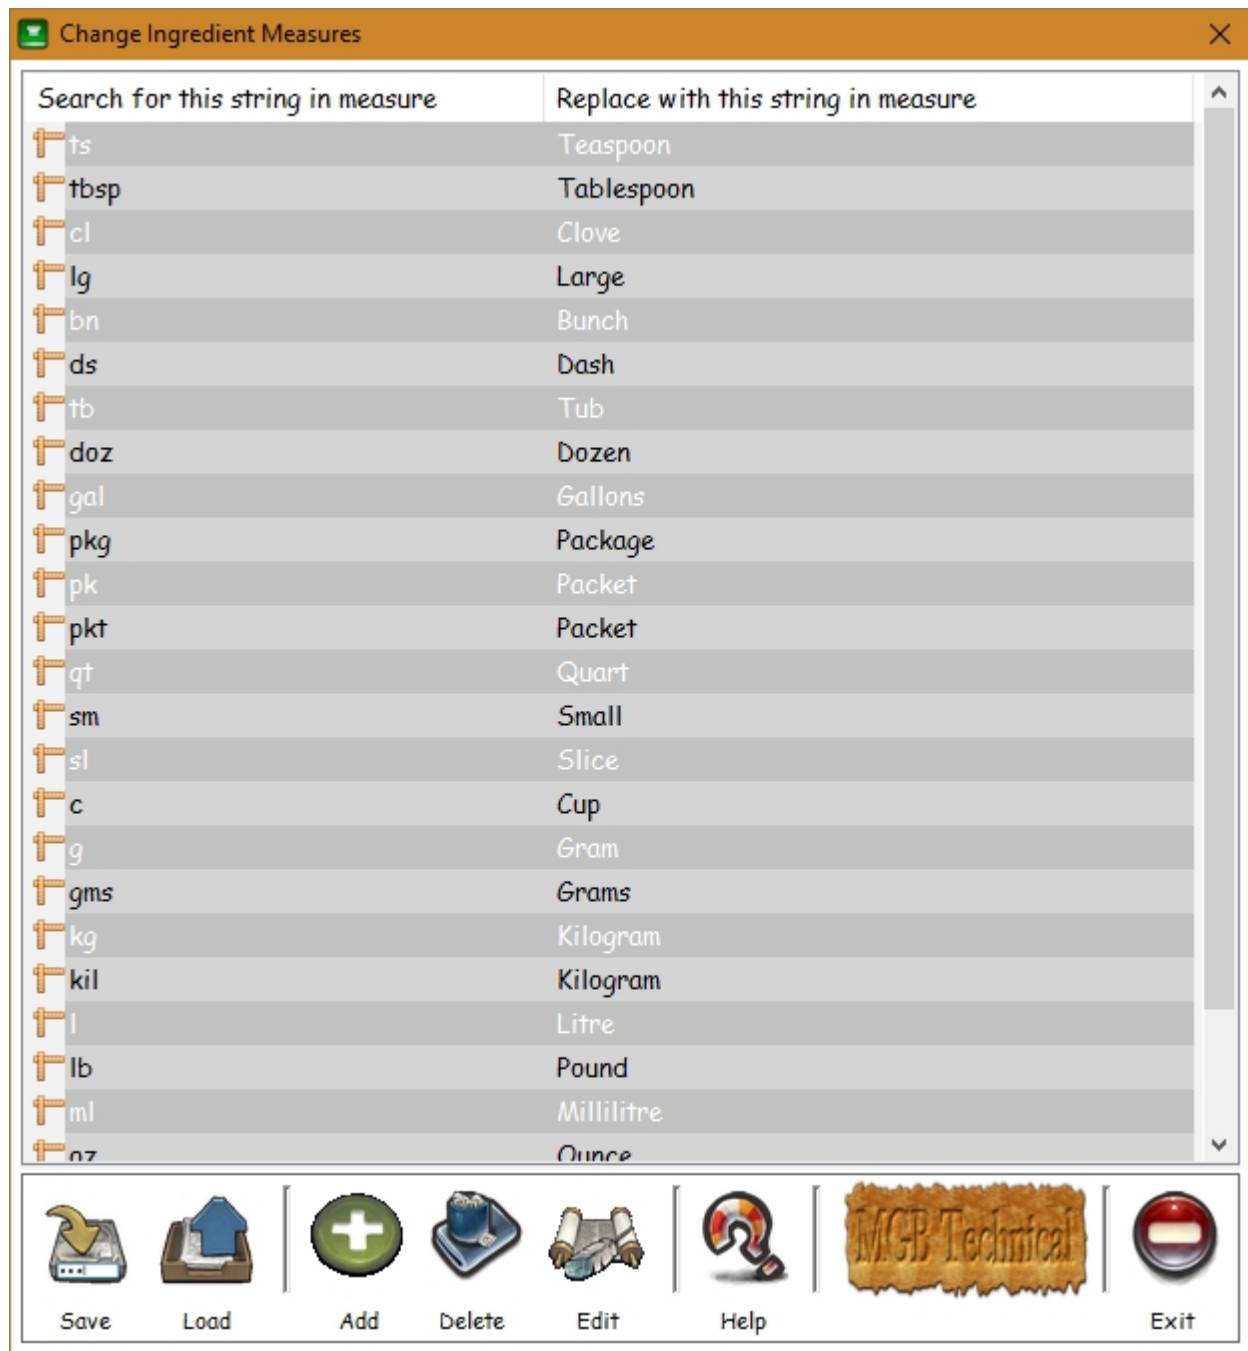 Change Ingredient Measures
Search for this string in measure Replace with this string in measure
ts Teaspoon
tbsp Tablespoon
cl Clove
lg Large
bn Bunch
ds Dash
tb Tub
doz Dozen
gal Gallons
pkg Package
pk Packet
pkt Packet
qt Quart
sm Small
sl Slice
c Cup
g Gram
gms Grams
kg Kilogram
kil Kilogram
l Litre
lb Pound
ml Millilitre
oz Ounce
MGB Technical
Save Load Add Delete Edit Help Exit